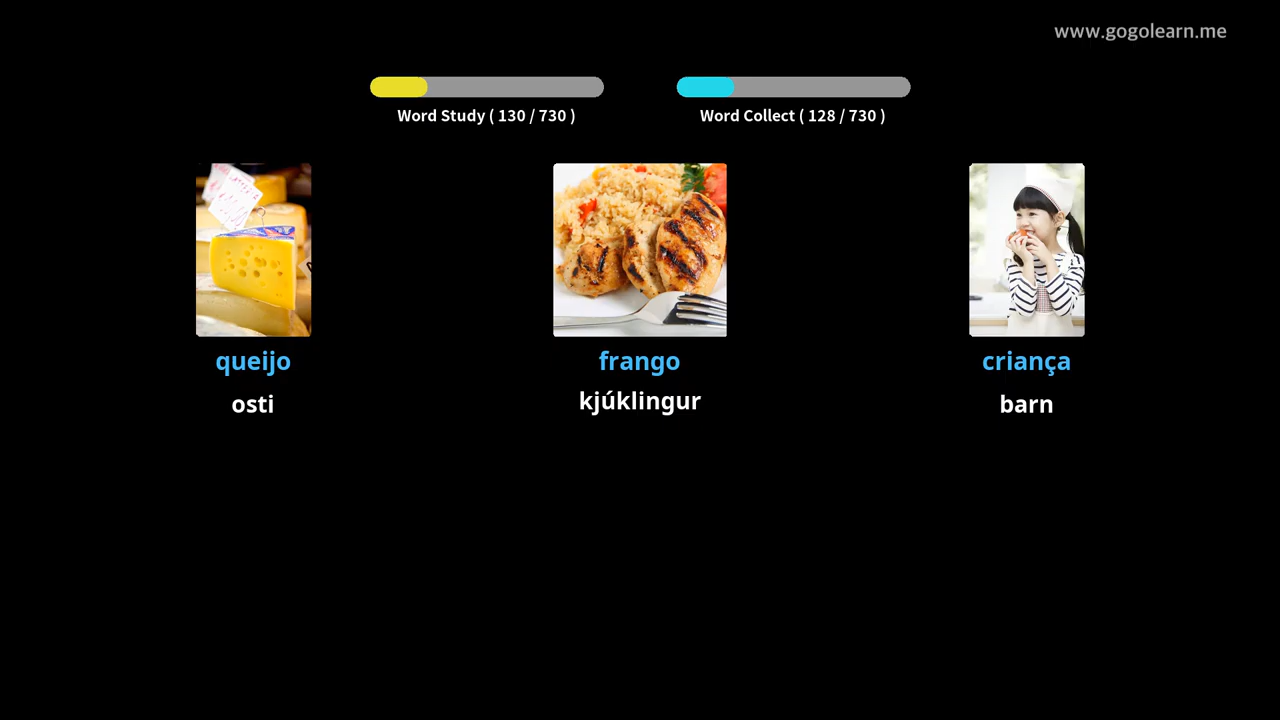 www.gogolearn.me
Word Study ( 130 / 730 )
Word Collect ( 128 / 730 )
queijo
osti
frango
kjúklingur
criança
barn